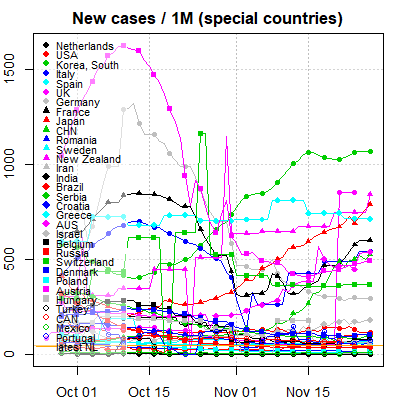 New cases / 1M (special countries)
Netherlands
USA
Korea, South
Italy
Spain
UK
Germany
France
Japan
CHN
Romania
Sweden
New Zealand
Iran
India
Brazil
Serbia
Croatia
Greece
AUS
Israel
Belgium
Russia
Switzerland
Denmark
Poland
Austria
Hungary
Turkey
CAN
Mexico
Portugal
latest NL
0
500
1000
1500
Oct 01
Oct 15
Nov 01
Nov 15